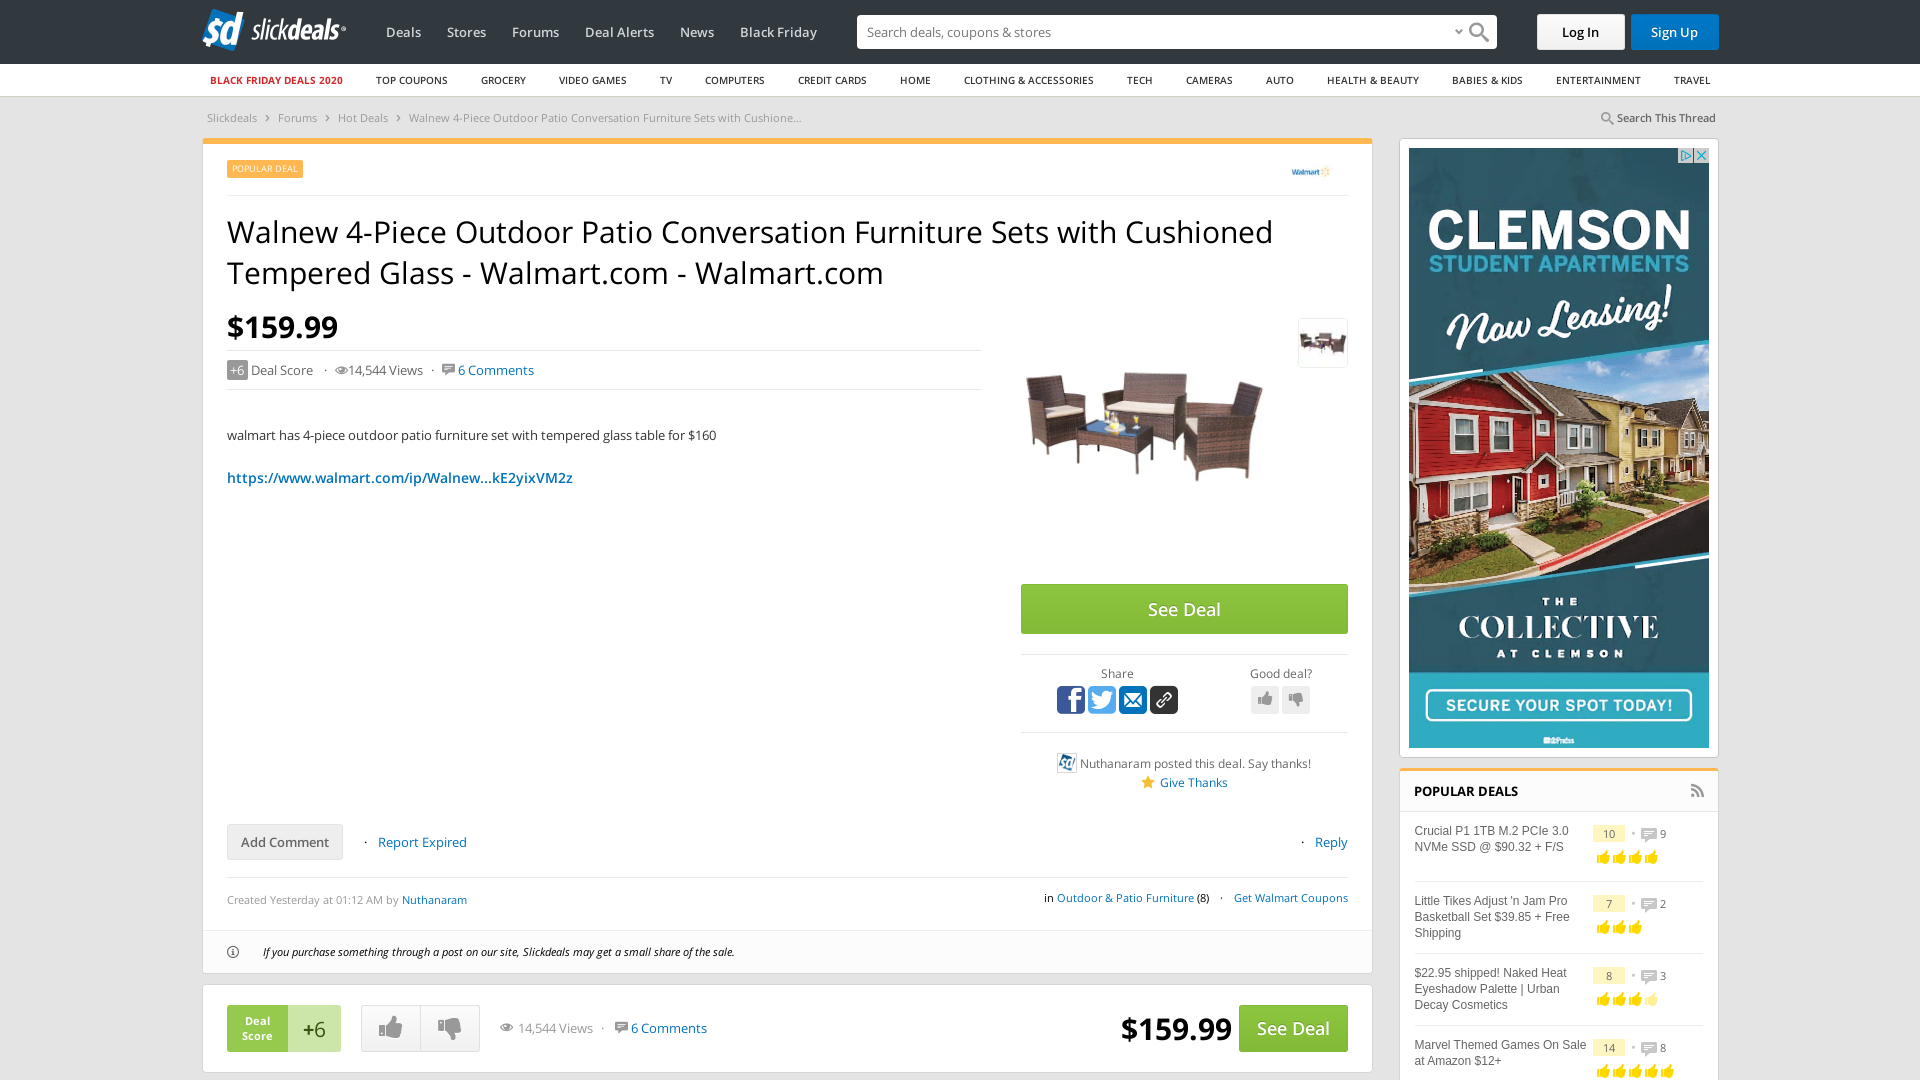 slickdeals
Deals
Stores
Forums
Deal Alerts
News
Black Friday
Search deals, coupons & stores
Log In
Sign Up
BLACK FRIDAY DEALS 2020
TOP COUPONS
GROCERY
VIDEO GAMES
TV
COMPUTERS
CREDIT CARDS
HOME
CLOTHING & ACCESSORIES
TECH
CAMERAS
AUTO
HEALTH & BEAUTY
BABIES & KIDS
ENTERTAINMENT
TRAVEL
Slickdeals › Forums › Hot Deals › Walnew 4-Piece Outdoor Patio Conversation Furniture Sets with Cushione...
Search This Thread
POPULAR DEAL
Walmart
Walnew 4-Piece Outdoor Patio Conversation Furniture Sets with Cushioned
Tempered Glass - Walmart.com - Walmart.com
$159.99
+6 Deal Score · 14,544 Views · 6 Comments
walmart has 4-piece outdoor patio furniture set with tempered glass table for $160
https://www.walmart.com/ip/Walnew...kE2yixVM2z
See Deal
Share
Good deal?
Nuthanaram posted this deal. Say thanks!
Give Thanks
Add Comment · Report Expired
· Reply
Created Yesterday at 01:12 AM by Nuthanaram
in Outdoor & Patio Furniture (8) · Get Walmart Coupons
If you purchase something through a post on our site, Slickdeals may get a small share of the sale.
Deal
Score
+6
14,544 Views · 6 Comments
$159.99
See Deal
CLEMSON
STUDENT APARTMENTS
Now Leasing!
THE
COLLECTIVE
AT CLEMSON
SECURE YOUR SPOT TODAY!
POPULAR DEALS
Crucial P1 1TB M.2 PCIe 3.0
NVMe SSD @ $90.32 + F/S
10 • 9
Little Tikes Adjust 'n Jam Pro
Basketball Set $39.85 + Free
Shipping
7 • 2
$22.95 shipped! Naked Heat
Eyeshadow Palette | Urban
Decay Cosmetics
8 • 3
Marvel Themed Games On Sale
at Amazon $12+
14 • 8